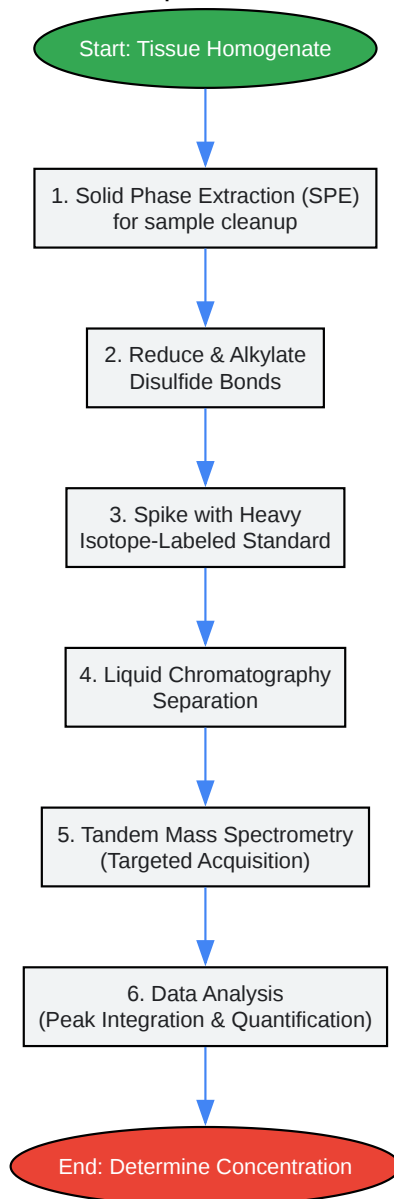 Start: Tissue Homogenate
1. Solid Phase Extraction (SPE)
for sample cleanup
2. Reduce & Alkylate
Disulfide Bonds
3. Spike with Heavy
Isotope-Labeled Standard
4. Liquid Chromatography
Separation
5. Tandem Mass Spectrometry
(Targeted Acquisition)
6. Data Analysis
(Peak Integration & Quantification)
End: Determine Concentration